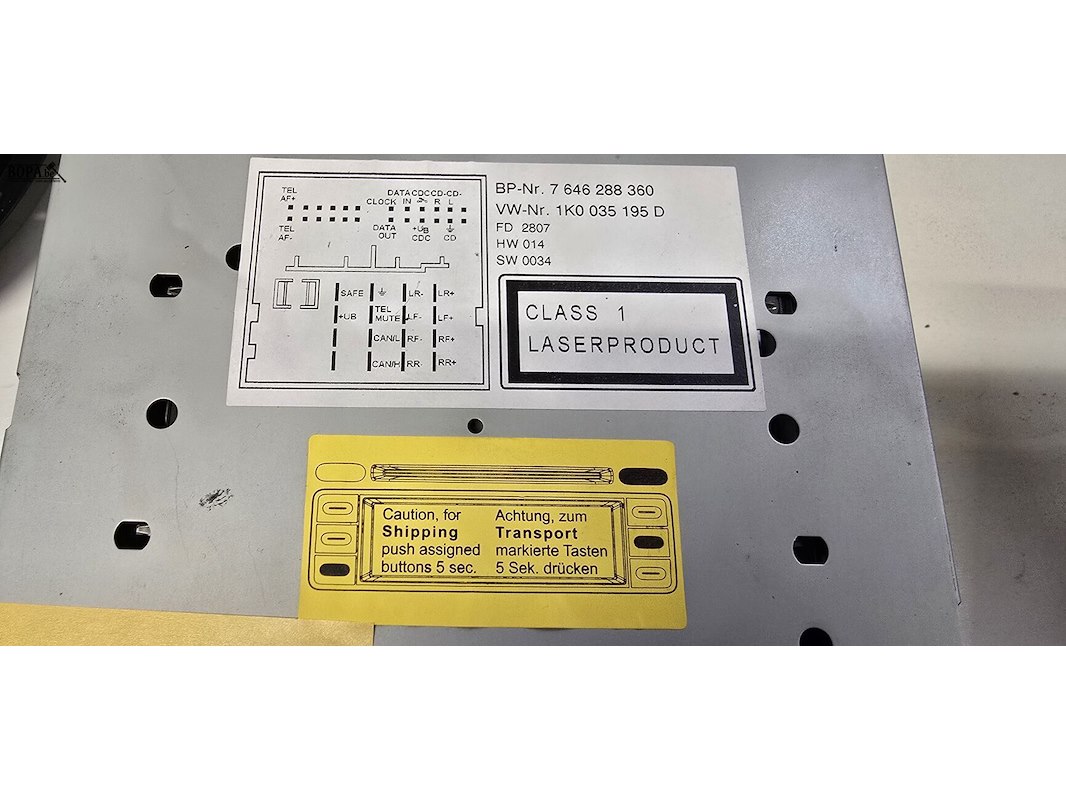 BOPA
TEL
AF+
DATA CDC CD- CD-
CLOCK IN R L
TEL
AF-
DATA
OUT
+UB
CDC
CD
SAFE LR- LR+
+UB TEL
MUTE LF- LF+
CAN/L RF- RF+
CAN/H RR- RR+
BP-Nr. 7 646 288 360
VW-Nr. 1K0 035 195 D
FD 2807
HW 014
SW 0034
CLASS 1
LASERPRODUCT
Caution, for
Shipping
push assigned
buttons 5 sec.
Achtung, zum
Transport
markierte Tasten
5 Sek. drücken